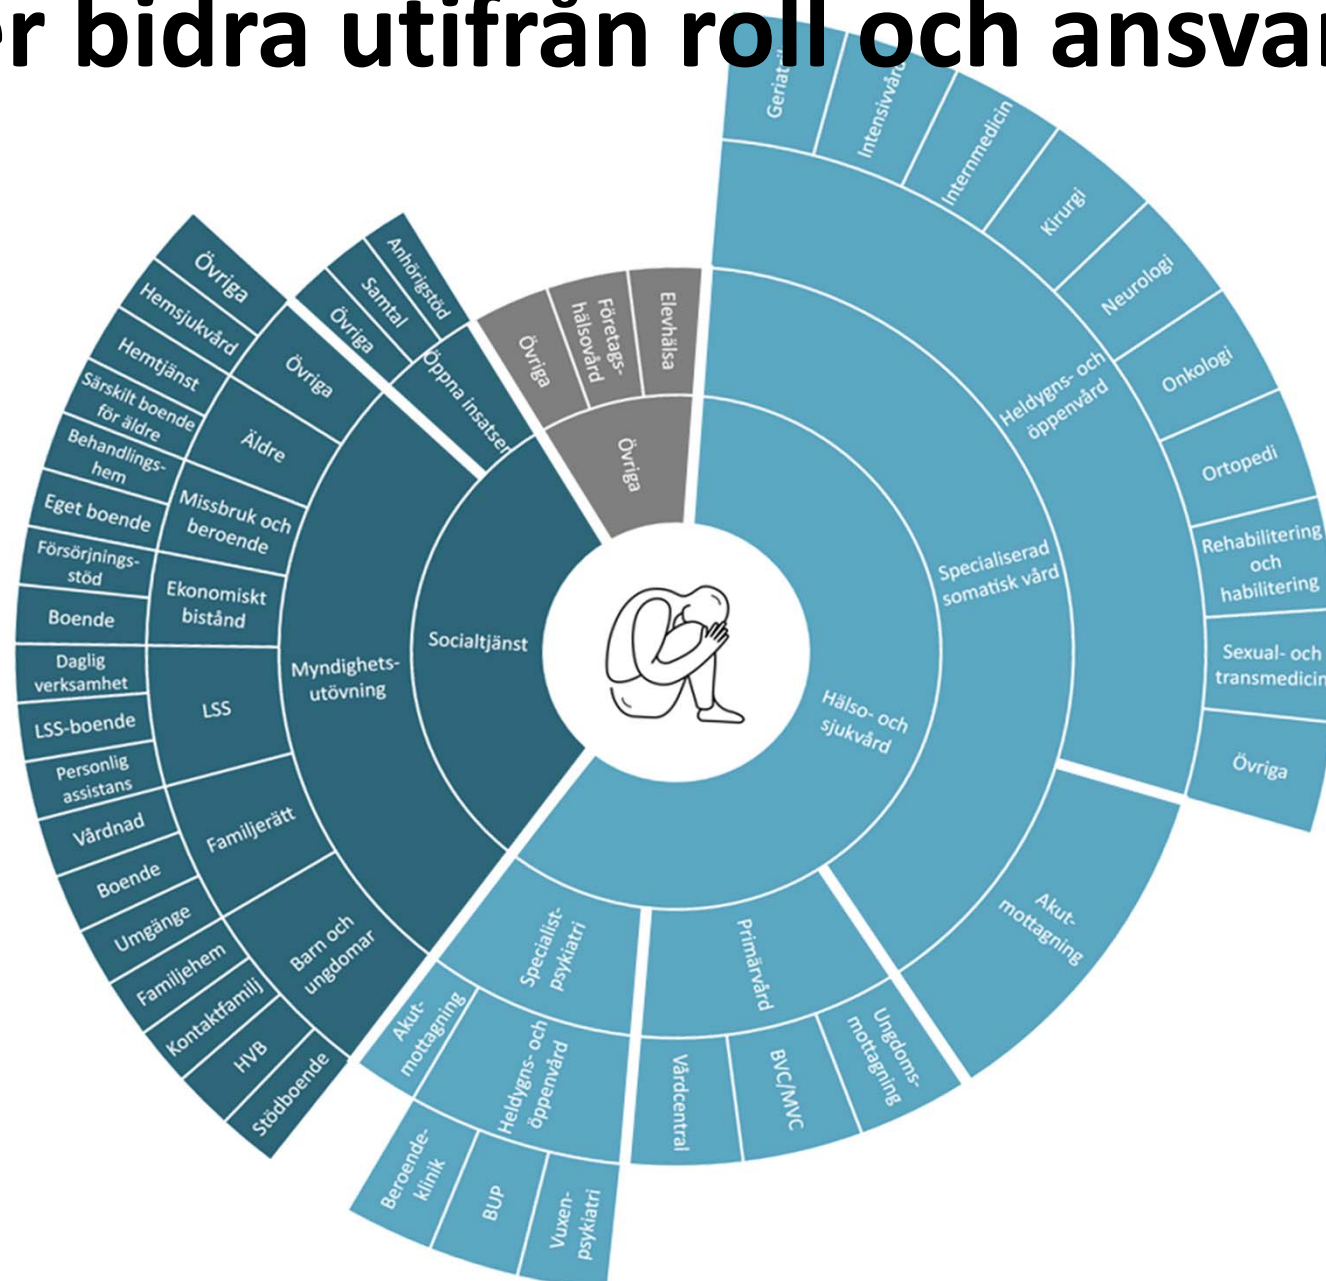 er bidra utifrån roll och ansvar
Geriatrik
Intensivvård
Internmedicin
Kirurgi
Neurologi
Onkologi
Ortopedi
Rehabilitering
och
habilitering
Sexual- och
transmedicin
Övriga
Heldygns- och
öppenvård
Specialiserad
somatisk vård
Akut-
mottagning
Hälso- och
sjukvård
Primärvård
Ungdoms-
mottagning
BVC/MVC
Vårdcentral
Specialist-
psykiatri
Akut-
mottagning
Heldygns- och
öppenvård
Beroende-
klinik
BUP
Vuxen-
psykiatri
Socialtjänst
Myndighets-
utövning
Öppna insatser
Anhörigstöd
Samtal
Övriga
Övriga
Övriga
Hemsjukvård
Äldre
Hemtjänst
Särskilt boende
för äldre
Missbruk och
beroende
Behandlings-
hem
Eget boende
Ekonomiskt
bistånd
Försörjnings-
stöd
Boende
LSS
Daglig
verksamhet
LSS-boende
Personlig
assistans
Familjerätt
Vårdnad
Boende
Umgänge
Barn och
ungdomar
Familjehem
Kontaktfamilj
HVB
Stödboende
Övriga
Övriga
Företags-
hälsovård
Elevhälsa